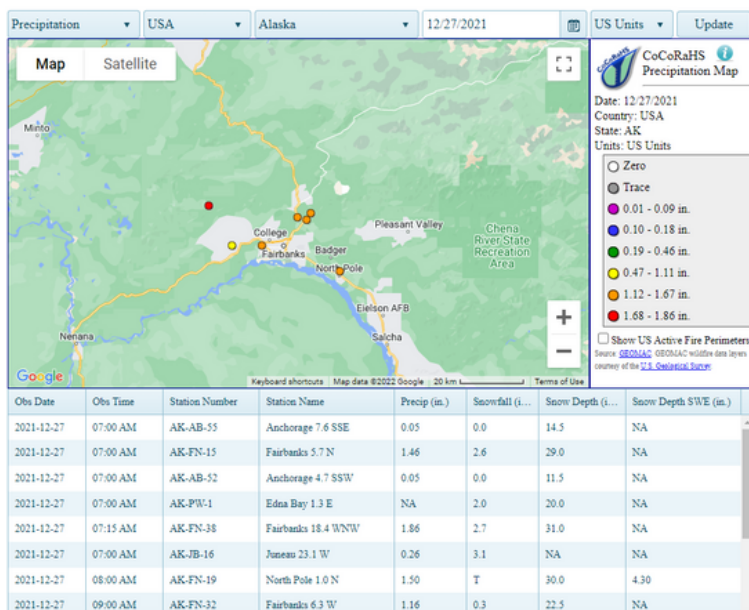 Precipitation USA Alaska 12/27/2021 US Units Update
Map Satellite
Minto
College
Fairbanks
Pleasant Valley
Badger
North Pole
Chena
River State
Recreation
Area
Eielson AFB
Nenana
Salcha
Google
Keyboard shortcuts Map data ©2022 Google 20 km Terms of Use
CoCoRaHS
CoCoRaHS
Precipitation Map
Date: 12/27/2021
Country: USA
State: AK
Units: US Units
Zero
Trace
0.01 - 0.09 in.
0.10 - 0.18 in.
0.19 - 0.46 in.
0.47 - 1.11 in.
1.12 - 1.67 in.
1.68 - 1.86 in.
Show US Active Fire Perimeters
Source: GEOMAC GEOMAC wildfire data layers
courtesy of the U.S. Geological Survey
Obs Date Obs Time Station Number Station Name Precip (in.) Snowfall (i... Snow Depth (i... Snow Depth SWE (in.)
2021-12-27 07:00 AM AK-AB-55 Anchorage 7.6 SSE 0.05 0.0 14.5 NA
2021-12-27 07:00 AM AK-FN-15 Fairbanks 5.7 N 1.46 2.6 29.0 NA
2021-12-27 07:00 AM AK-AB-52 Anchorage 4.7 SSW 0.05 0.0 11.5 NA
2021-12-27 07:00 AM AK-PW-1 Edna Bay 1.3 E NA 2.0 20.0 NA
2021-12-27 07:15 AM AK-FN-38 Fairbanks 18.4 WNW 1.86 2.7 31.0 NA
2021-12-27 07:00 AM AK-JB-16 Juneau 23.1 W 0.26 3.1 NA NA
2021-12-27 08:00 AM AK-FN-19 North Pole 1.0 N 1.50 T 30.0 4.30
2021-12-27 09:00 AM AK-FN-32 Fairbanks 6.3 W 1.16 0.3 22.5 NA